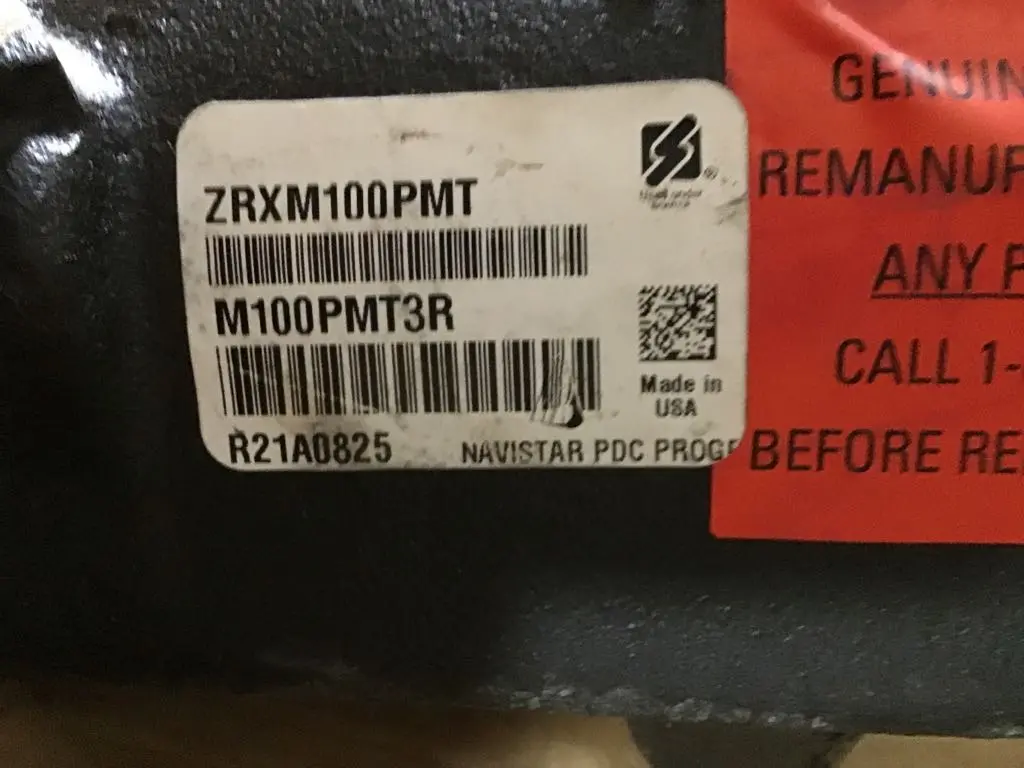 ZRXM100PMT
M100PMT3R
Made in
USA
R21A0825
NAVISTAR PDC PROG
GENUIN
REMANUF
ANY
CALL 1-
BEFORE RE